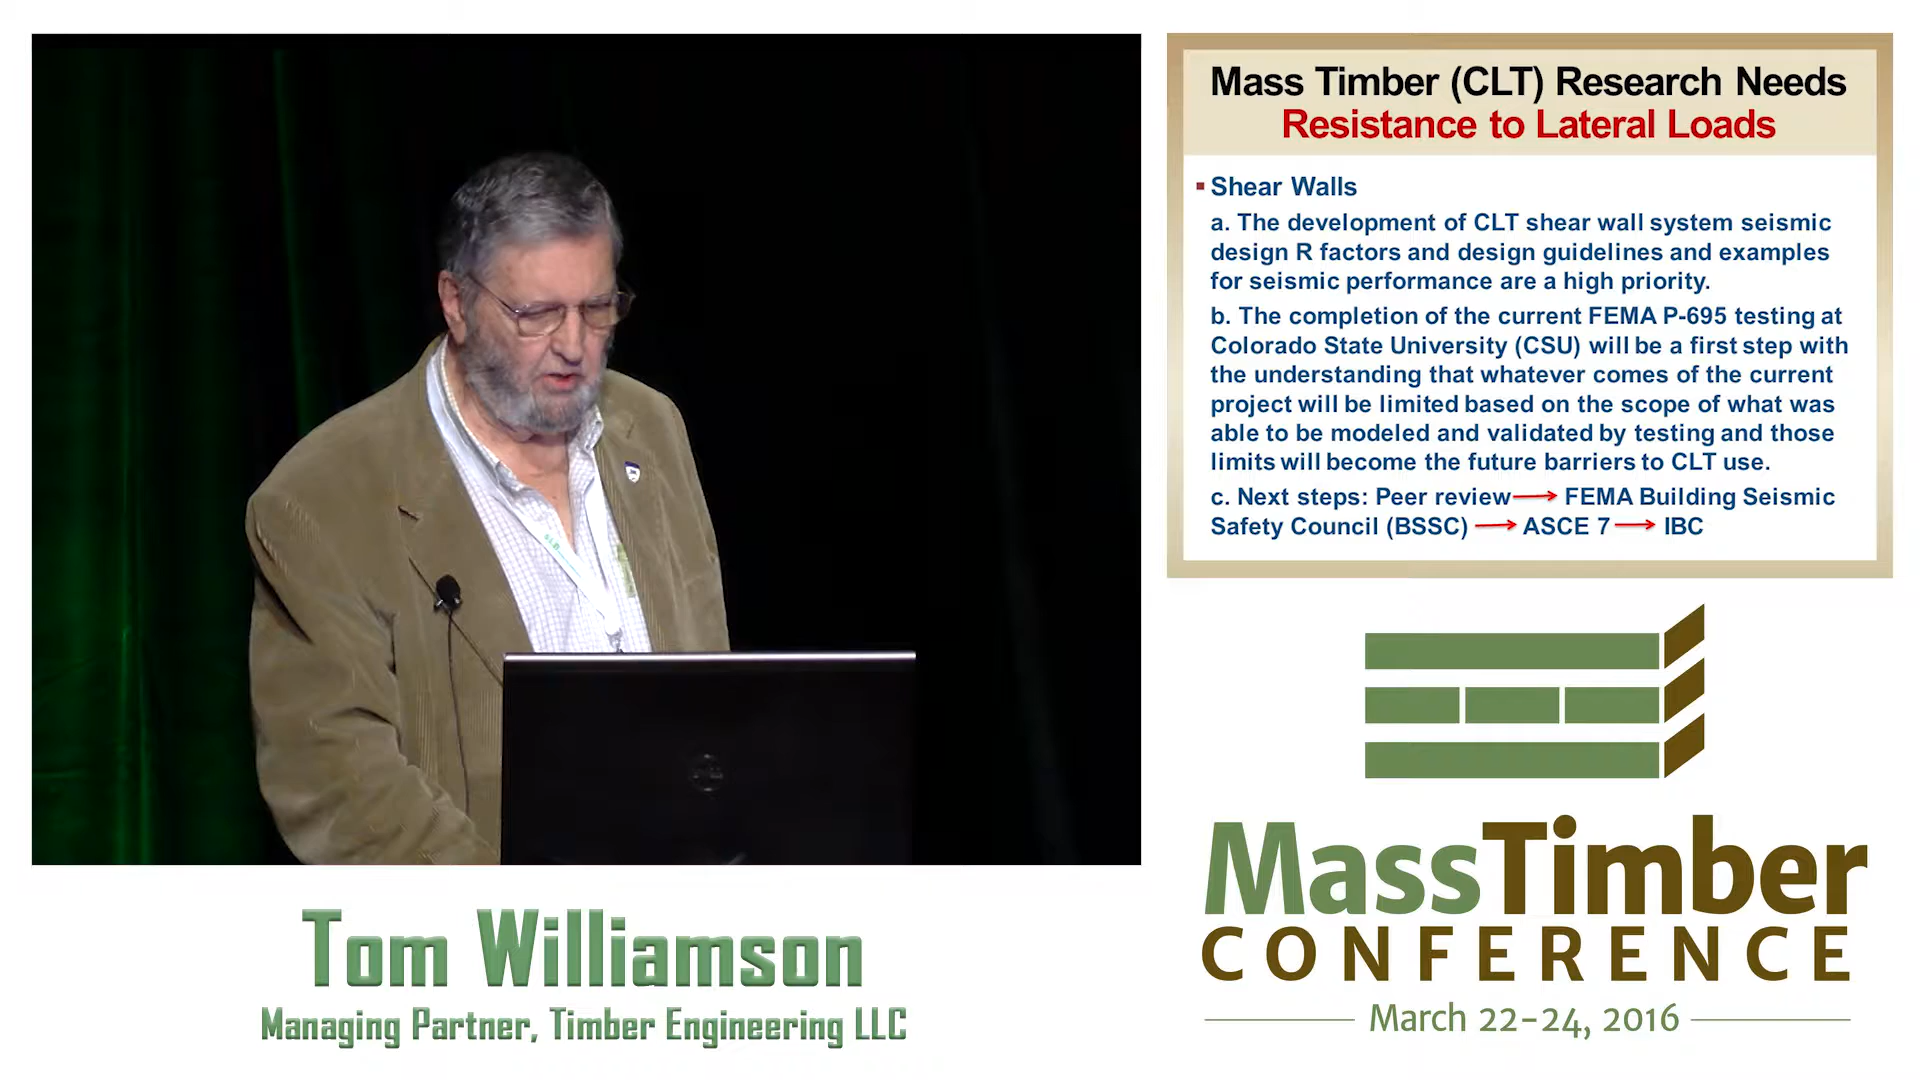 Mass Timber (CLT) Research Needs
Resistance to Lateral Loads
▪ Shear Walls
a. The development of CLT shear wall system seismic
design R factors and design guidelines and examples
for seismic performance are a high priority.
b. The completion of the current FEMA P-695 testing at
Colorado State University (CSU) will be a first step with
the understanding that whatever comes of the current
project will be limited based on the scope of what was
able to be modeled and validated by testing and those
limits will become the future barriers to CLT use.
c. Next steps: Peer review → FEMA Building Seismic
Safety Council (BSSC) → ASCE 7 → IBC
MassTimber
CONFERENCE
March 22-24, 2016
Tom Williamson
Managing Partner, Timber Engineering LLC